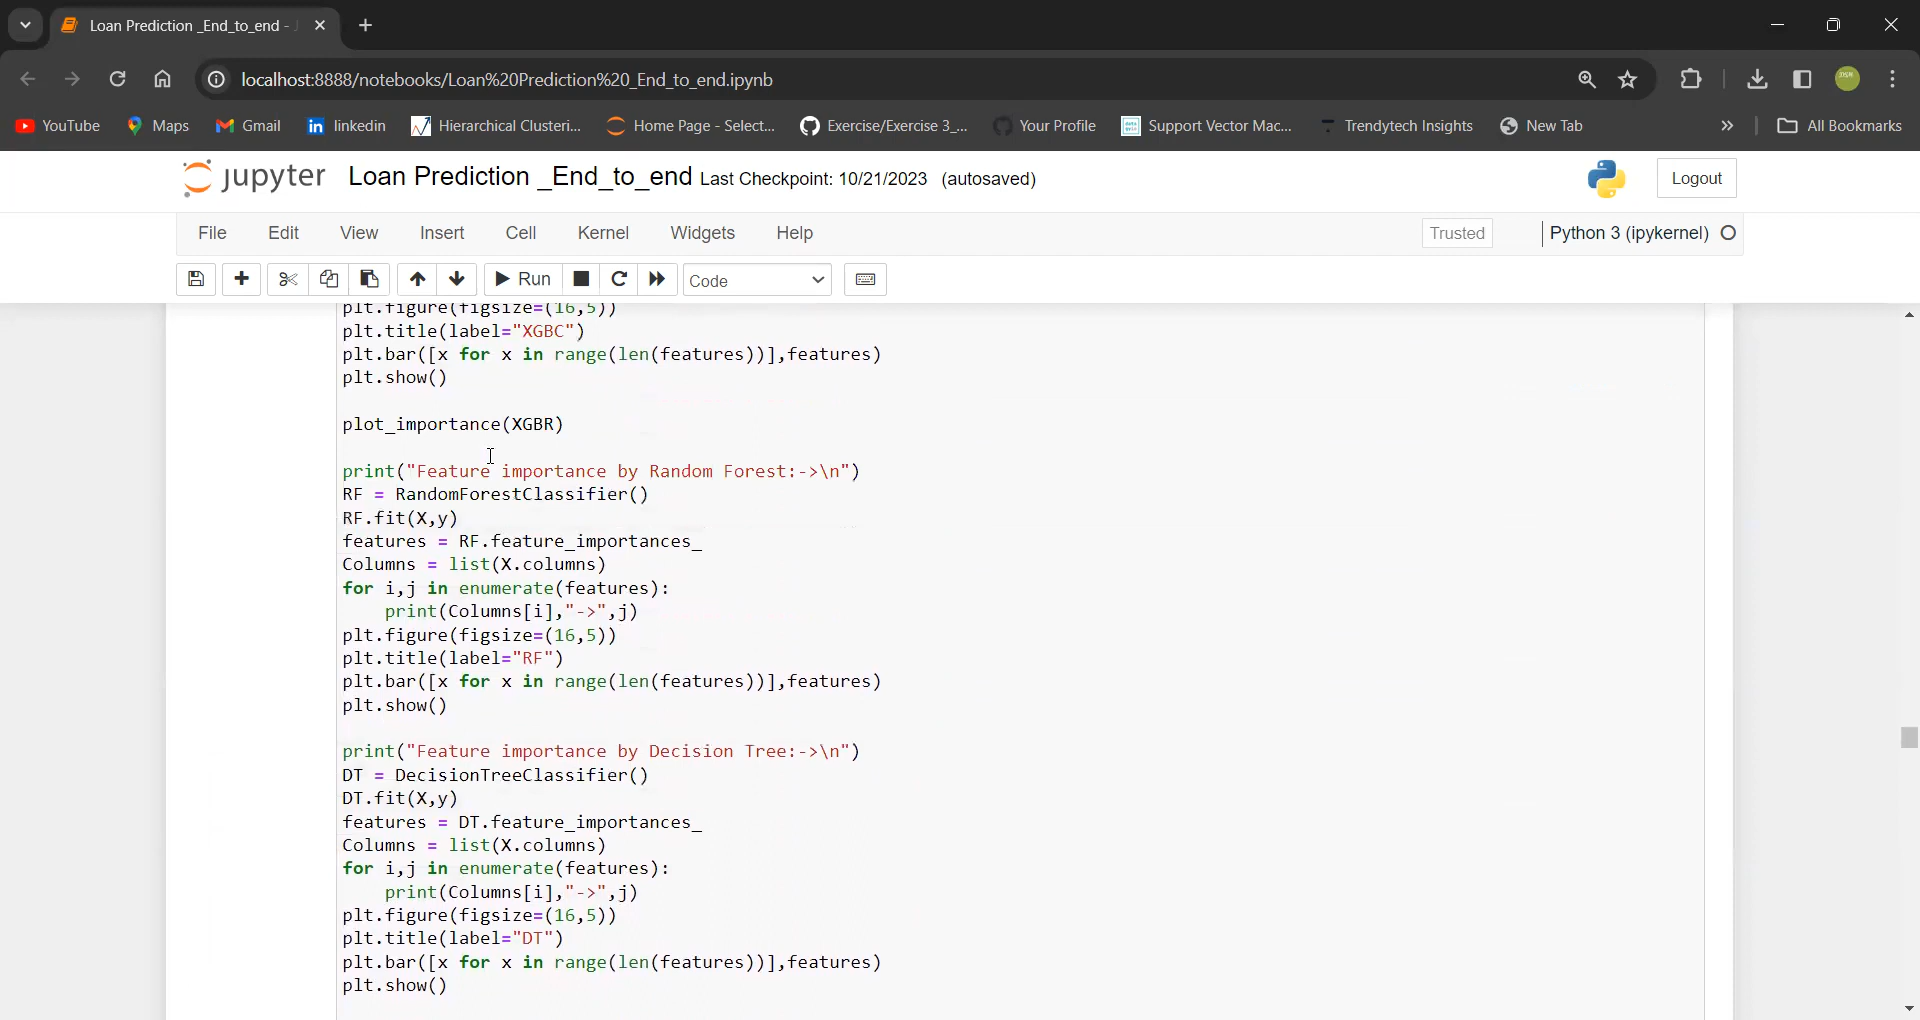 Loan Prediction _End_to_end -
localhost:8888/notebooks/Loan%20Prediction%20_End_to_end.ipynb
YouTube Maps Gmail linkedin Hierarchical Clusteri... Home Page - Select... Exercise/Exercise 3_... Your Profile Support Vector Mac... Trendytech Insights New Tab » All Bookmarks
jupyter Loan Prediction _End_to_end Last Checkpoint: 10/21/2023 (autosaved) Logout
File Edit View Insert Cell Kernel Widgets Help Trusted Python 3 (ipykernel)
Run Code
plt.figure(figsize=(16,5))
plt.title(label="XGBC")
plt.bar([x for x in range(len(features))],features)
plt.show()
plot_importance(XGBR)
print("Feature importance by Random Forest:->\n")
RF = RandomForestClassifier()
RF.fit(X,y)
features = RF.feature_importances_
Columns = list(X.columns)
for i,j in enumerate(features):
    print(Columns[i],"->",j)
plt.figure(figsize=(16,5))
plt.title(label="RF")
plt.bar([x for x in range(len(features))],features)
plt.show()
print("Feature importance by Decision Tree:->\n")
DT = DecisionTreeClassifier()
DT.fit(X,y)
features = DT.feature_importances_
Columns = list(X.columns)
for i,j in enumerate(features):
    print(Columns[i],"->",j)
plt.figure(figsize=(16,5))
plt.title(label="DT")
plt.bar([x for x in range(len(features))],features)
plt.show()